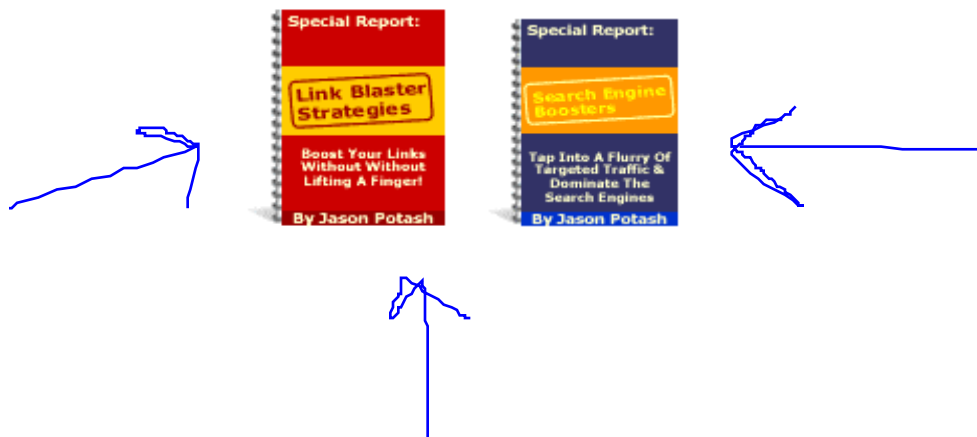 Special Report:
Link Blaster
Strategies
Boost Your Links
Without Without
Lifting A Finger!
By Jason Potash
Special Report:
Search Engine
Boosters
Tap Into A Flurry Of
Targeted Traffic &
Dominate The
Search Engines
By Jason Potash